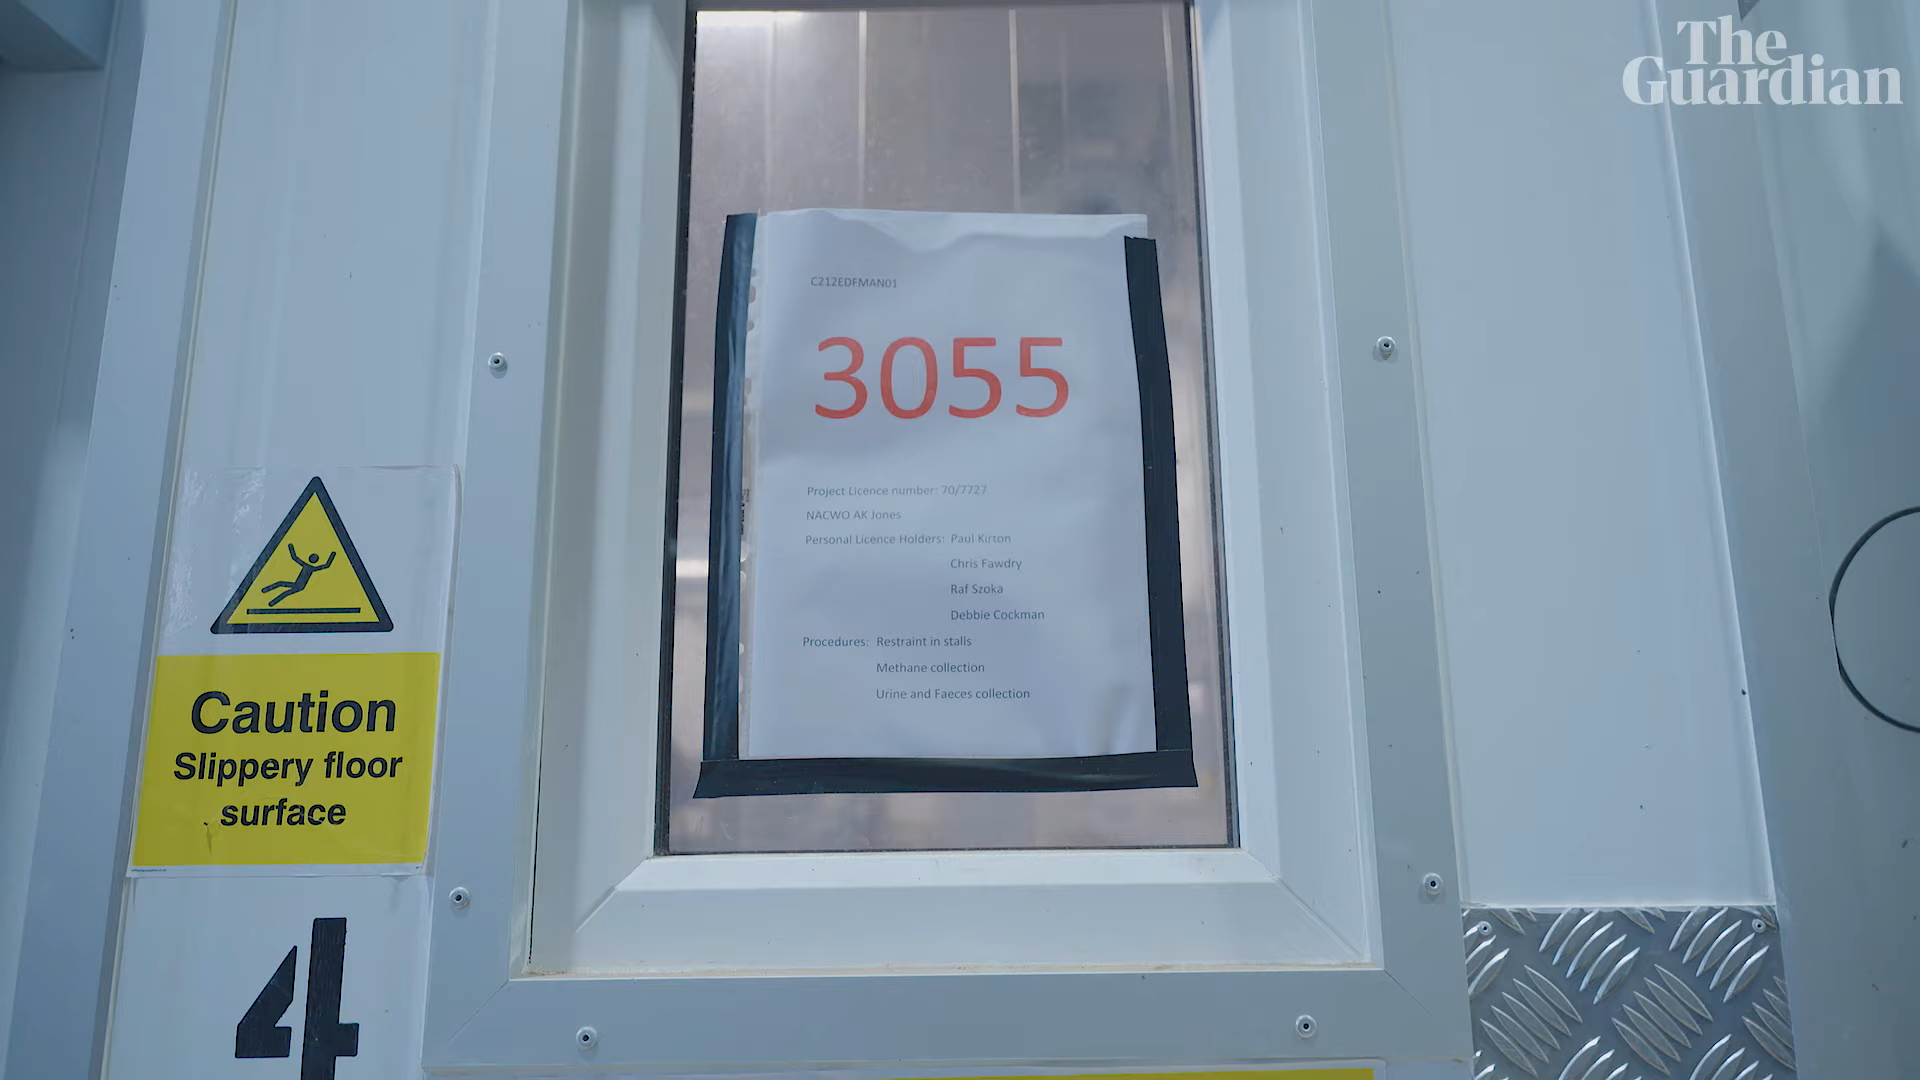 The
Guardian
C212EDFMAN01
3055
Project Licence number: 70/7727
NACWO AK Jones
Personal Licence Holders: Paul Kirton
Chris Fawdry
Raf Szoka
Debbie Cockman
Procedures: Restraint in stalls
Methane collection
Urine and Faeces collection
Caution
Slippery floor
surface
4